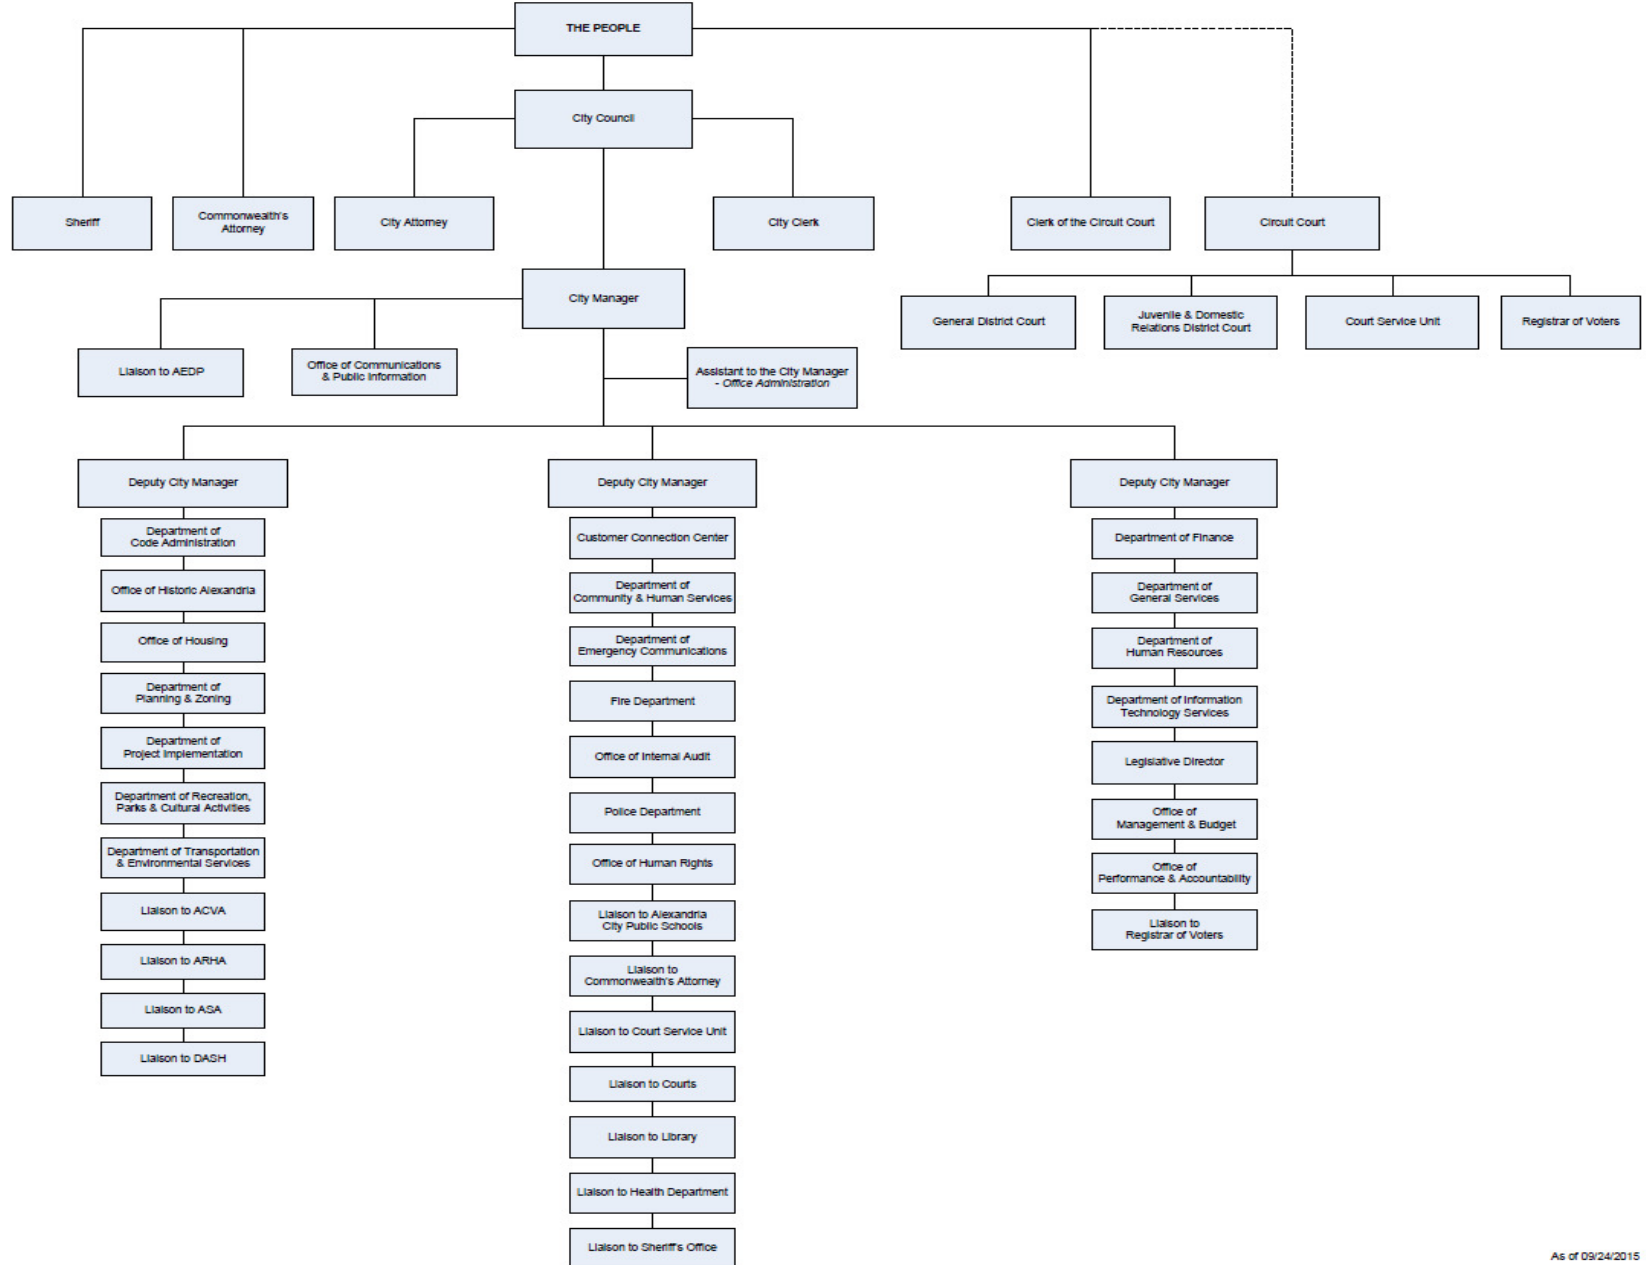 THE PEOPLE
City Council
Sheriff
Commonwealth's
Attorney
City Attorney
City Clerk
Clerk of the Circuit Court
Circuit Court
City Manager
General District Court
Juvenile & Domestic
Relations District Court
Court Service Unit
Registrar of Voters
Liaison to AEDP
Office of Communications
& Public Information
Assistant to the City Manager
- Office Administration
Deputy City Manager
Department of
Code Administration
Office of Historic Alexandria
Office of Housing
Department of
Planning & Zoning
Department of
Project Implementation
Department of Recreation,
Parks & Cultural Activities
Department of Transportation
& Environmental Services
Liaison to ACVA
Liaison to ARHA
Liaison to ASA
Liaison to DASH
Deputy City Manager
Customer Connection Center
Department of
Community & Human Services
Department of
Emergency Communications
Fire Department
Office of Internal Audit
Police Department
Office of Human Rights
Liaison to Alexandria
City Public Schools
Liaison to
Commonwealth's Attorney
Liaison to Court Service Unit
Liaison to Courts
Liaison to Library
Liaison to Health Department
Liaison to Sheriff's Office
Deputy City Manager
Department of Finance
Department of
General Services
Department of
Human Resources
Department of Information
Technology Services
Legislative Director
Office of
Management & Budget
Office of
Performance & Accountability
Liaison to
Registrar of Voters
As of 09/24/2015